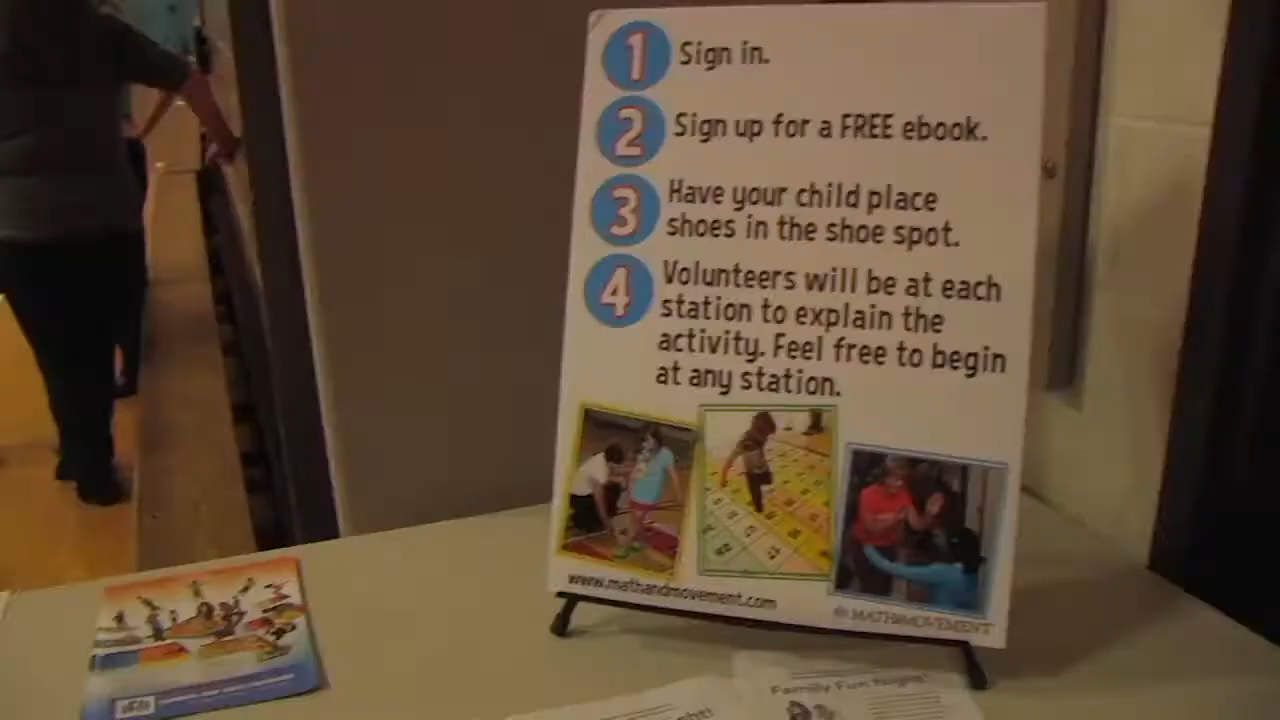 1 Sign in.
2 Sign up for a FREE ebook.
3 Have your child place
shoes in the shoe spot.
4 Volunteers will be at each
station to explain the
activity. Feel free to begin
at any station.
www.mathandmovement.com
MATH&MOVEMENT
Family Fun Night!